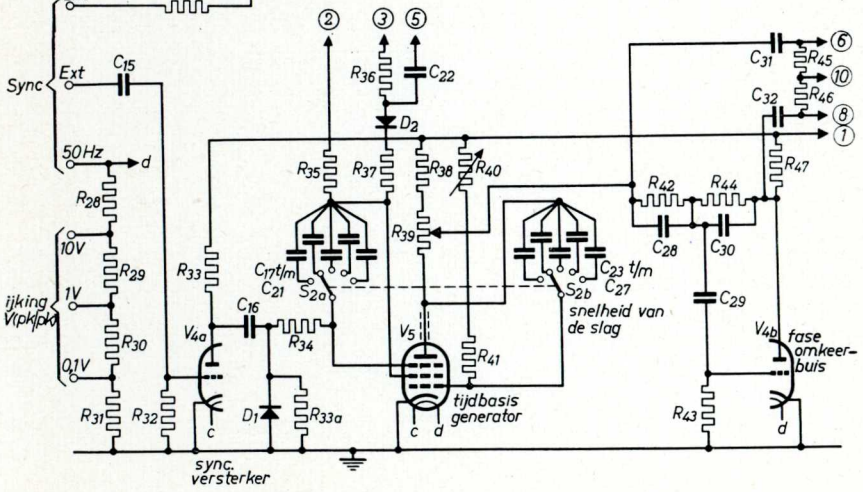 2
3
5
6
10
8
1
Sync
Ext
C15
50Hz
d
R28
10V
R29
ijking
V(pk/pk)
1V
R30
0,1V
R31
R32
R33
V4a
c
sync.
versterker
C16
R34
D1
R33a
R35
R36
C22
D2
R37
R38
R40
R39
C17 t/m
C21
S2a
V5
R41
c
d
tijdbasis
generator
C23 t/m
C27
S2b
snelheid van
de slag
C31
R45
R46
C32
R47
R42
R44
C28
C30
C29
R43
V4b
fase
omkeer-
buis
d